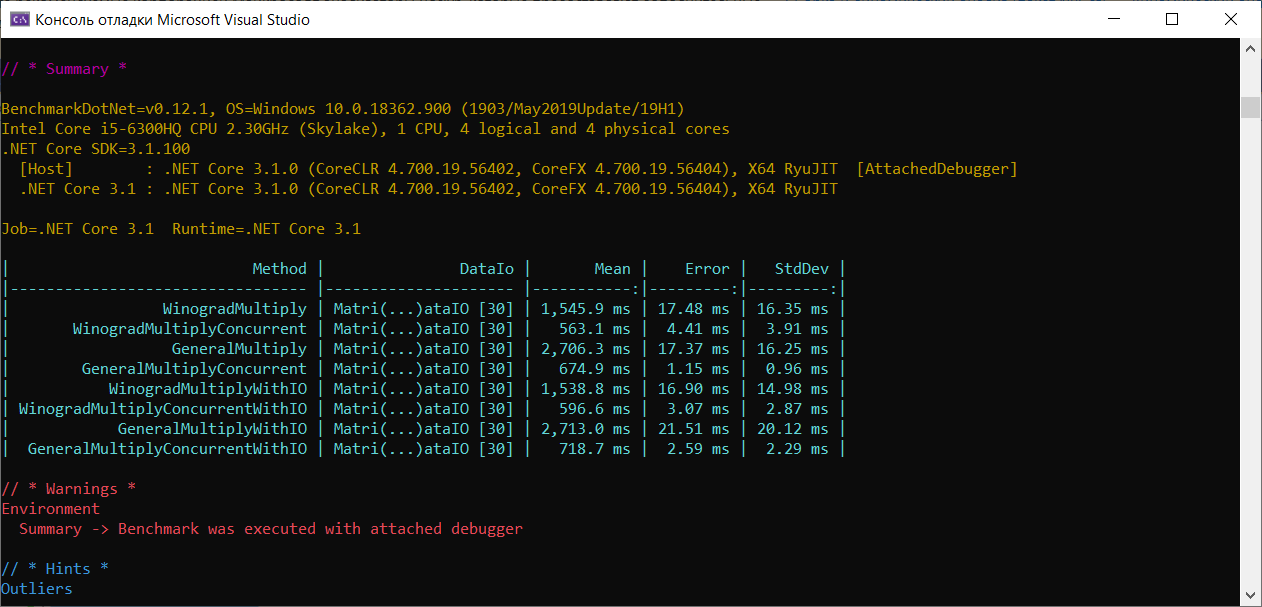 Консоль отладки Microsoft Visual Studio
// * Summary *
BenchmarkDotNet=v0.12.1, OS=Windows 10.0.18362.900 (1903/May2019Update/19H1)
Intel Core i5-6300HQ CPU 2.30GHz (Skylake), 1 CPU, 4 logical and 4 physical cores
.NET Core SDK=3.1.100
  [Host]        : .NET Core 3.1.0 (CoreCLR 4.700.19.56402, CoreFX 4.700.19.56404), X64 RyuJIT  [AttachedDebugger]
  .NET Core 3.1 : .NET Core 3.1.0 (CoreCLR 4.700.19.56402, CoreFX 4.700.19.56404), X64 RyuJIT
Job=.NET Core 3.1  Runtime=.NET Core 3.1
|                           Method |               DataIo |       Mean |    Error |   StdDev |
|--------------------------------- |--------------------- |-----------:|---------:|---------:|
|                 WinogradMultiply | Matri(...)ataIO [30] | 1,545.9 ms | 17.48 ms | 16.35 ms |
|       WinogradMultiplyConcurrent | Matri(...)ataIO [30] |   563.1 ms |  4.41 ms |  3.91 ms |
|                  GeneralMultiply | Matri(...)ataIO [30] | 2,706.3 ms | 17.37 ms | 16.25 ms |
|        GeneralMultiplyConcurrent | Matri(...)ataIO [30] |   674.9 ms |  1.15 ms |  0.96 ms |
|           WinogradMultiplyWithIO | Matri(...)ataIO [30] | 1,538.8 ms | 16.90 ms | 14.98 ms |
| WinogradMultiplyConcurrentWithIO | Matri(...)ataIO [30] |   596.6 ms |  3.07 ms |  2.87 ms |
|            GeneralMultiplyWithIO | Matri(...)ataIO [30] | 2,713.0 ms | 21.51 ms | 20.12 ms |
|  GeneralMultiplyConcurrentWithIO | Matri(...)ataIO [30] |   718.7 ms |  2.59 ms |  2.29 ms |
// * Warnings *
Environment
  Summary -> Benchmark was executed with attached debugger
// * Hints *
Outliers